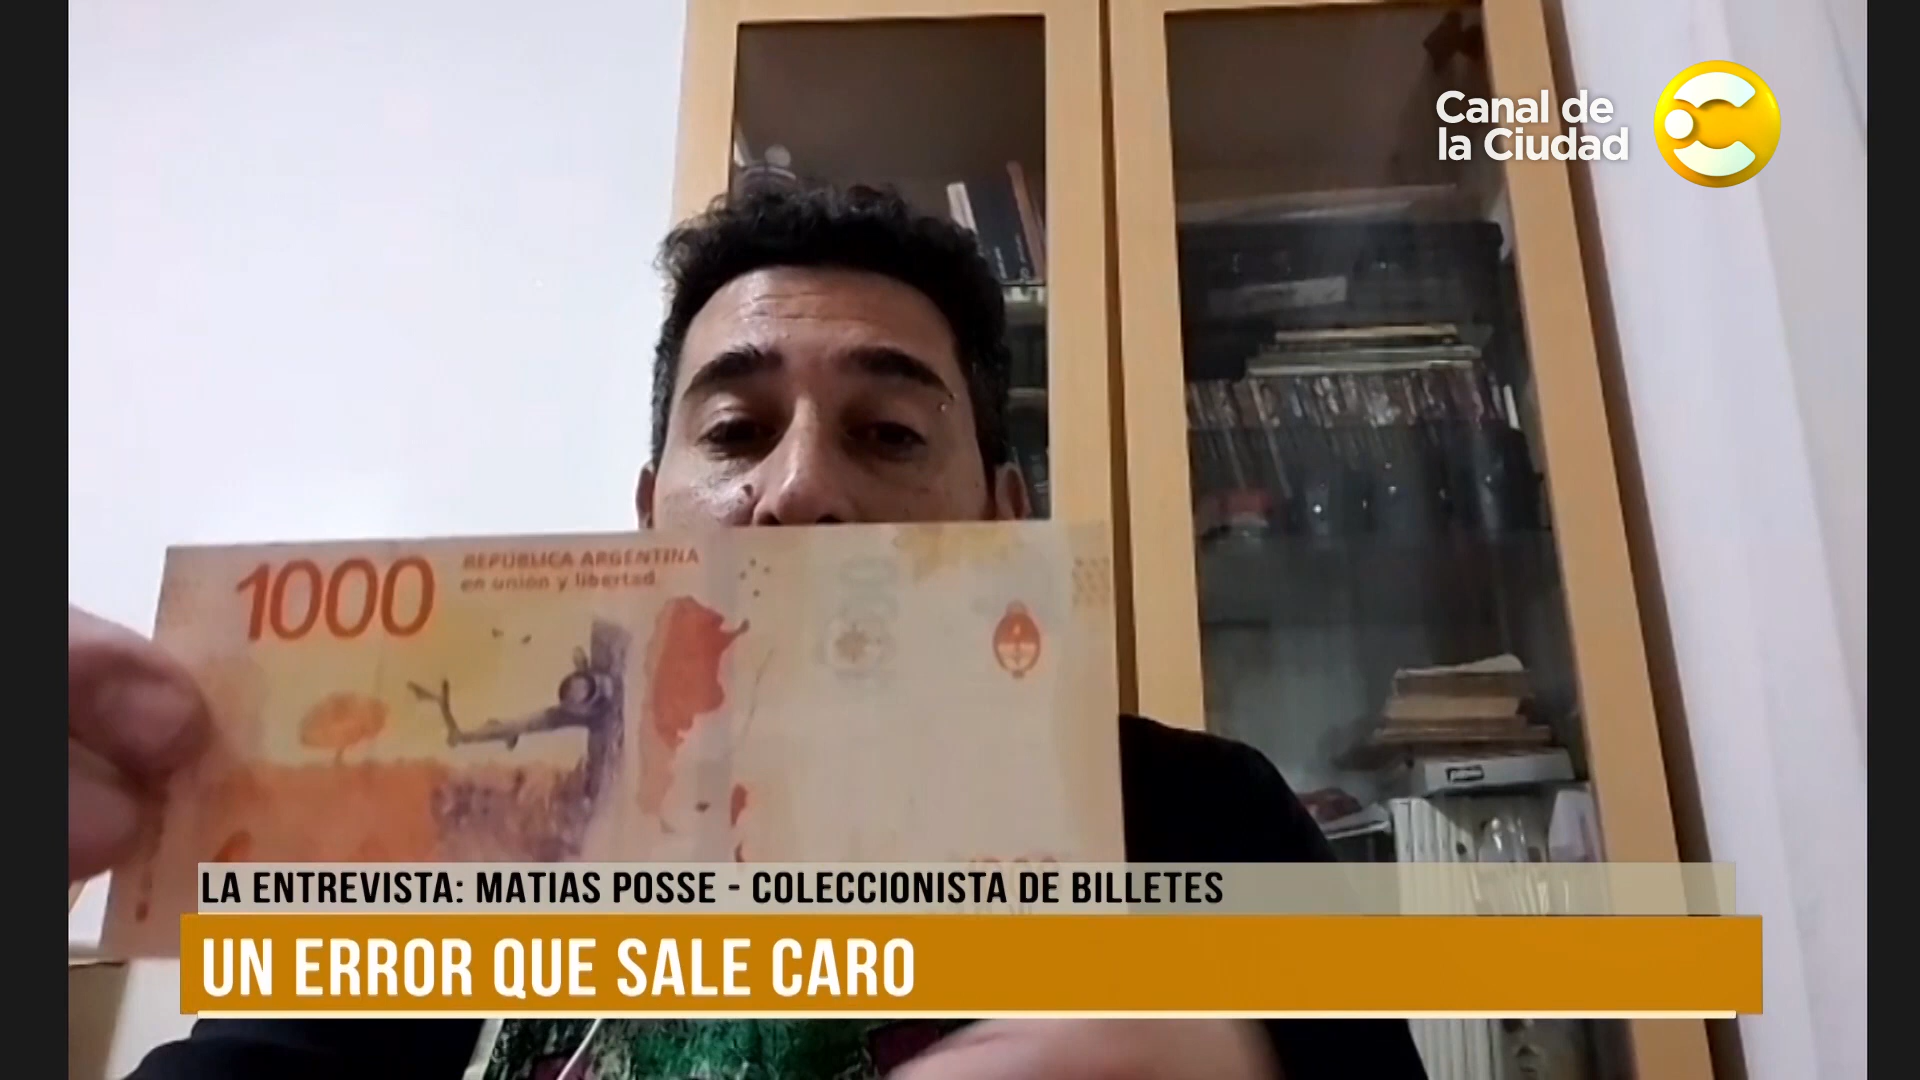 Canal de
la Ciudad
1000
REPÚBLICA ARGENTINA
en unión y libertad
LA ENTREVISTA: MATIAS POSSE - COLECCIONISTA DE BILLETES
UN ERROR QUE SALE CARO